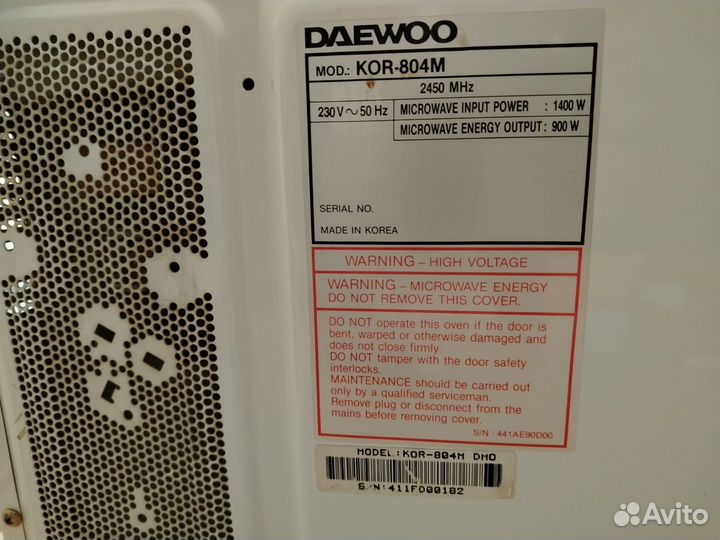 DAEWOO
MOD.: KOR-804M
2450 MHz
230 V ~ 50 Hz
MICROWAVE INPUT POWER : 1400 W
MICROWAVE ENERGY OUTPUT : 900 W
SERIAL NO.
MADE IN KOREA
WARNING – HIGH VOLTAGE
WARNING – MICROWAVE ENERGY
DO NOT REMOVE THIS COVER.
DO NOT operate this oven if the door is
bent, warped or otherwise damaged and
does not close firmly.
DO NOT tamper with the door safety
interlocks.
MAINTENANCE should be carried out
only by a qualified serviceman.
Remove plug or disconnect from the
mains before removing cover.
S/N : 441AE90D00
MODEL:KOR-804M DMO
S/N:411FD00182
Avito